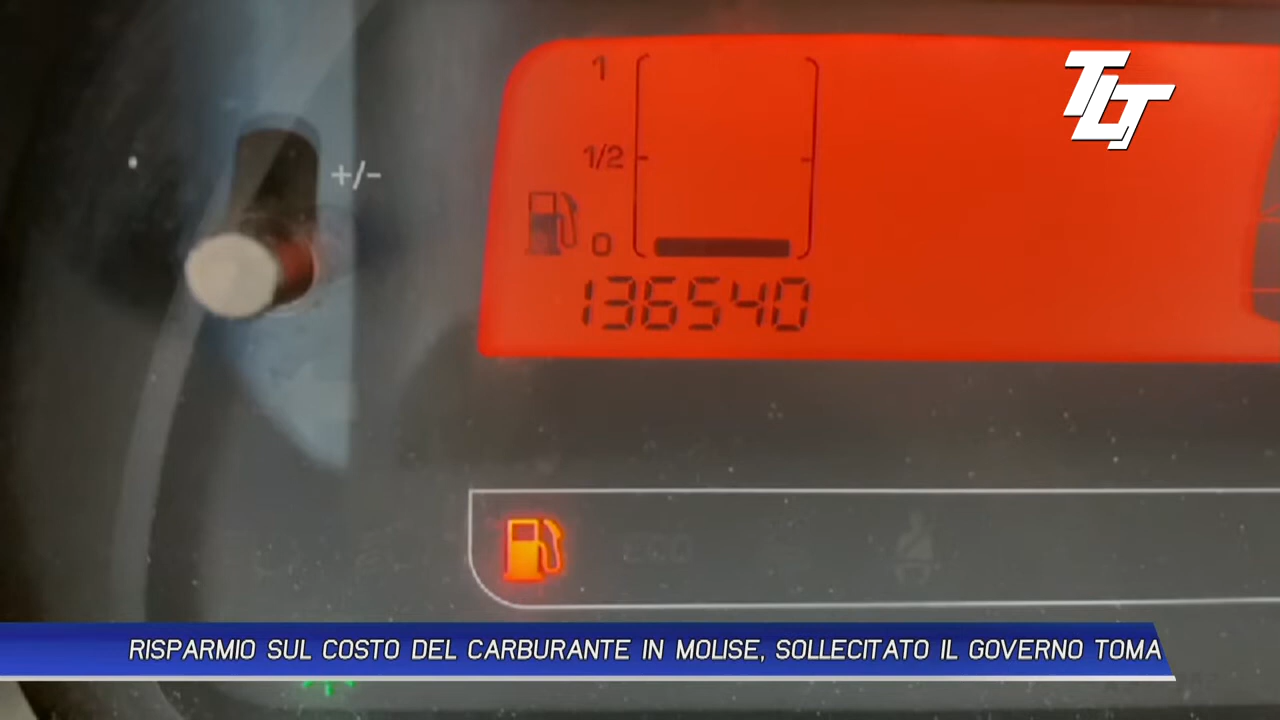 TLT
1
+/-
1/2
0
136540
RISPARMIO SUL COSTO DEL CARBURANTE IN MOLISE, SOLLECITATO IL GOVERNO TOMA